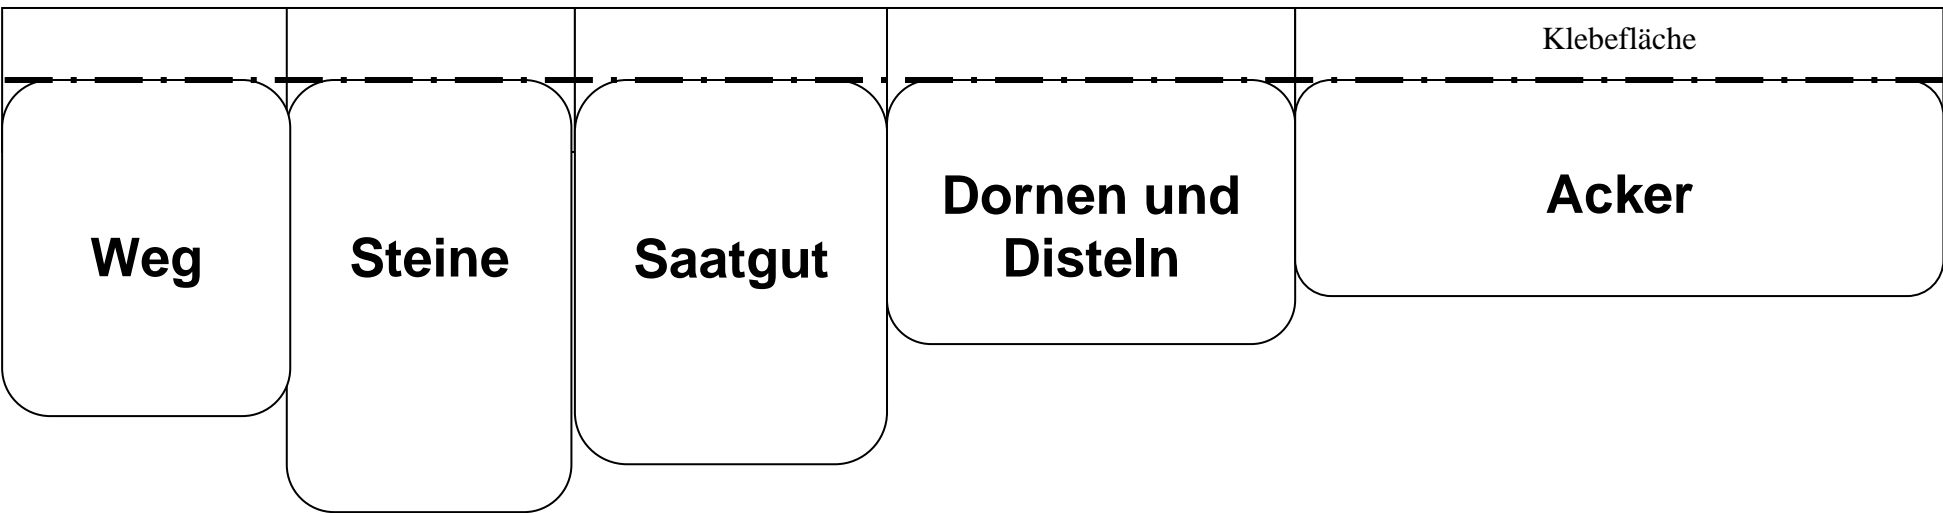 Klebefläche
Weg
Steine
Saatgut
Dornen und
Disteln
Acker